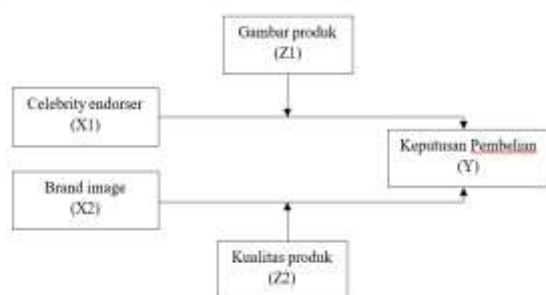 Gambar produk
(Z1)
Celebrity endorser
(X1)
Keputusan Pembelian
(Y)
Brand image
(X2)
Kualitas produk
(Z2)